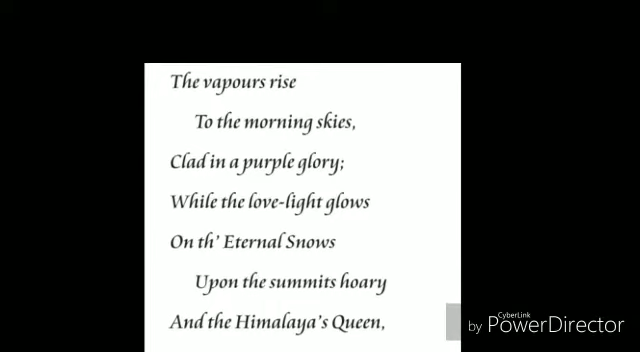 The vapours rise
To the morning skies,
Clad in a purple glory;
While the love-light glows
On th' Eternal Snows
Upon the summits hoary
And the Himalaya's Queen,
CyberLink
by PowerDirector